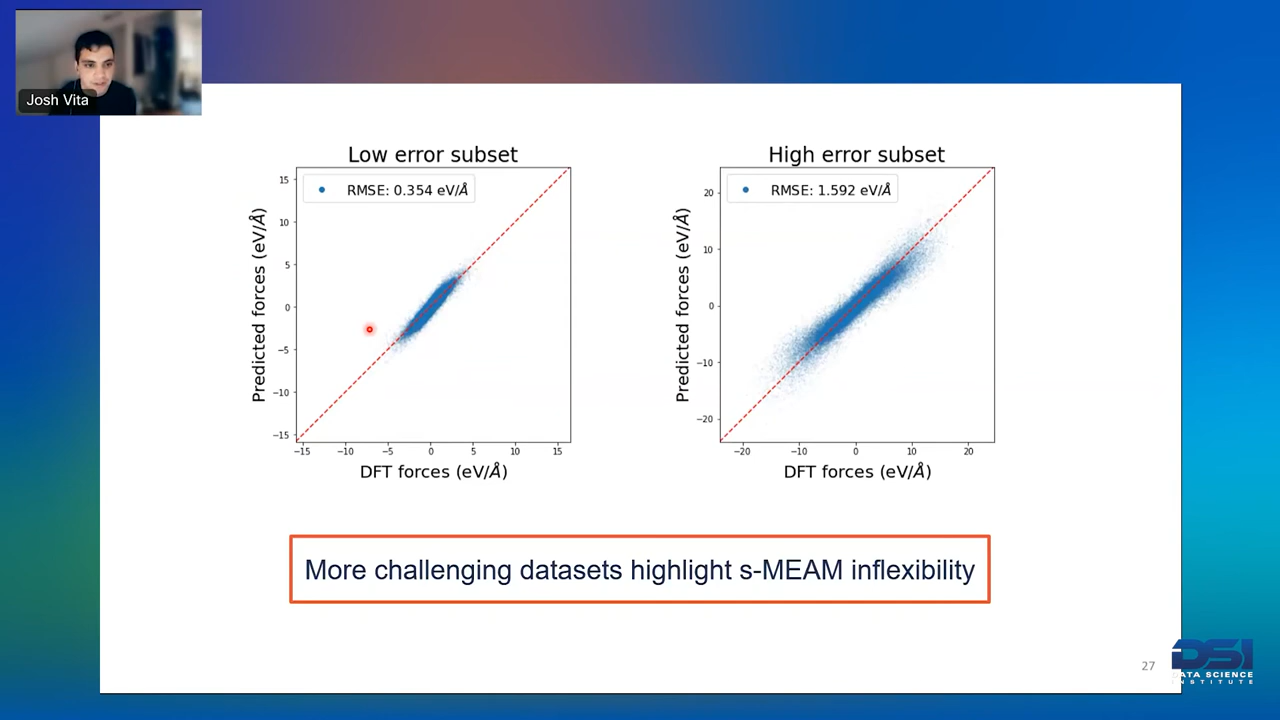 Josh Vita
Low error subset
RMSE: 0.354 eV/Å
15
10
5
0
−5
−10
−15
Predicted forces (eV/Å)
−15 −10 −5 0 5 10 15
DFT forces (eV/Å)
High error subset
RMSE: 1.592 eV/Å
20
10
0
−10
−20
Predicted forces (eV/Å)
−20 −10 0 10 20
DFT forces (eV/Å)
More challenging datasets highlight s-MEAM inflexibility
27
DSI
DATA SCIENCE
INSTITUTE